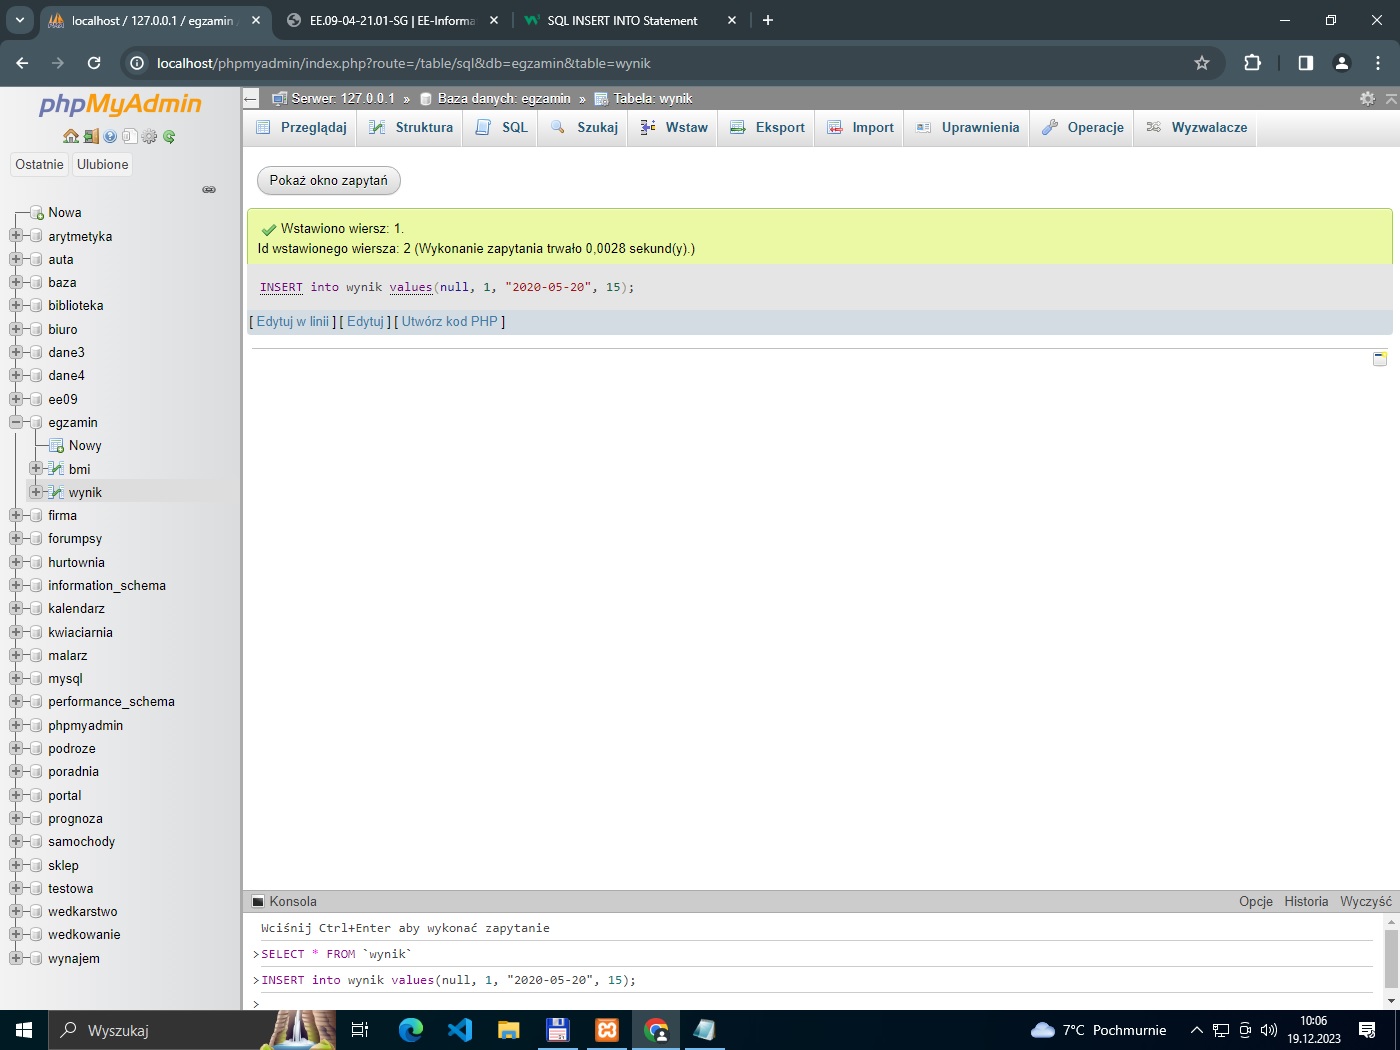 localhost / 127.0.0.1 / egzamin
EE.09-04-21.01-SG | EE-Informa
SQL INSERT INTO Statement
localhost/phpmyadmin/index.php?route=/table/sql&db=egzamin&table=wynik
phpMyAdmin
Ostatnie
Ulubione
Nowa
arytmetyka
auta
baza
biblioteka
biuro
dane3
dane4
ee09
egzamin
Nowy
bmi
wynik
firma
forumpsy
hurtownia
information_schema
kalendarz
kwiaciarnia
malarz
mysql
performance_schema
phpmyadmin
podroze
poradnia
portal
prognoza
samochody
sklep
testowa
wedkarstwo
wedkowanie
wynajem
Serwer: 127.0.0.1 » Baza danych: egzamin » Tabela: wynik
Przeglądaj
Struktura
SQL
Szukaj
Wstaw
Eksport
Import
Uprawnienia
Operacje
Wyzwalacze
Pokaż okno zapytań
Wstawiono wiersz: 1.
Id wstawionego wiersza: 2 (Wykonanie zapytania trwało 0,0028 sekund(y).)
INSERT into wynik values(null, 1, "2020-05-20", 15);
[ Edytuj w linii ] [ Edytuj ] [ Utwórz kod PHP ]
Konsola
Opcje
Historia
Wyczyść
Wciśnij Ctrl+Enter aby wykonać zapytanie
>SELECT * FROM `wynik`
>INSERT into wynik values(null, 1, "2020-05-20", 15);
>
Wyszukaj
7°C Pochmurnie
10:06
19.12.2023